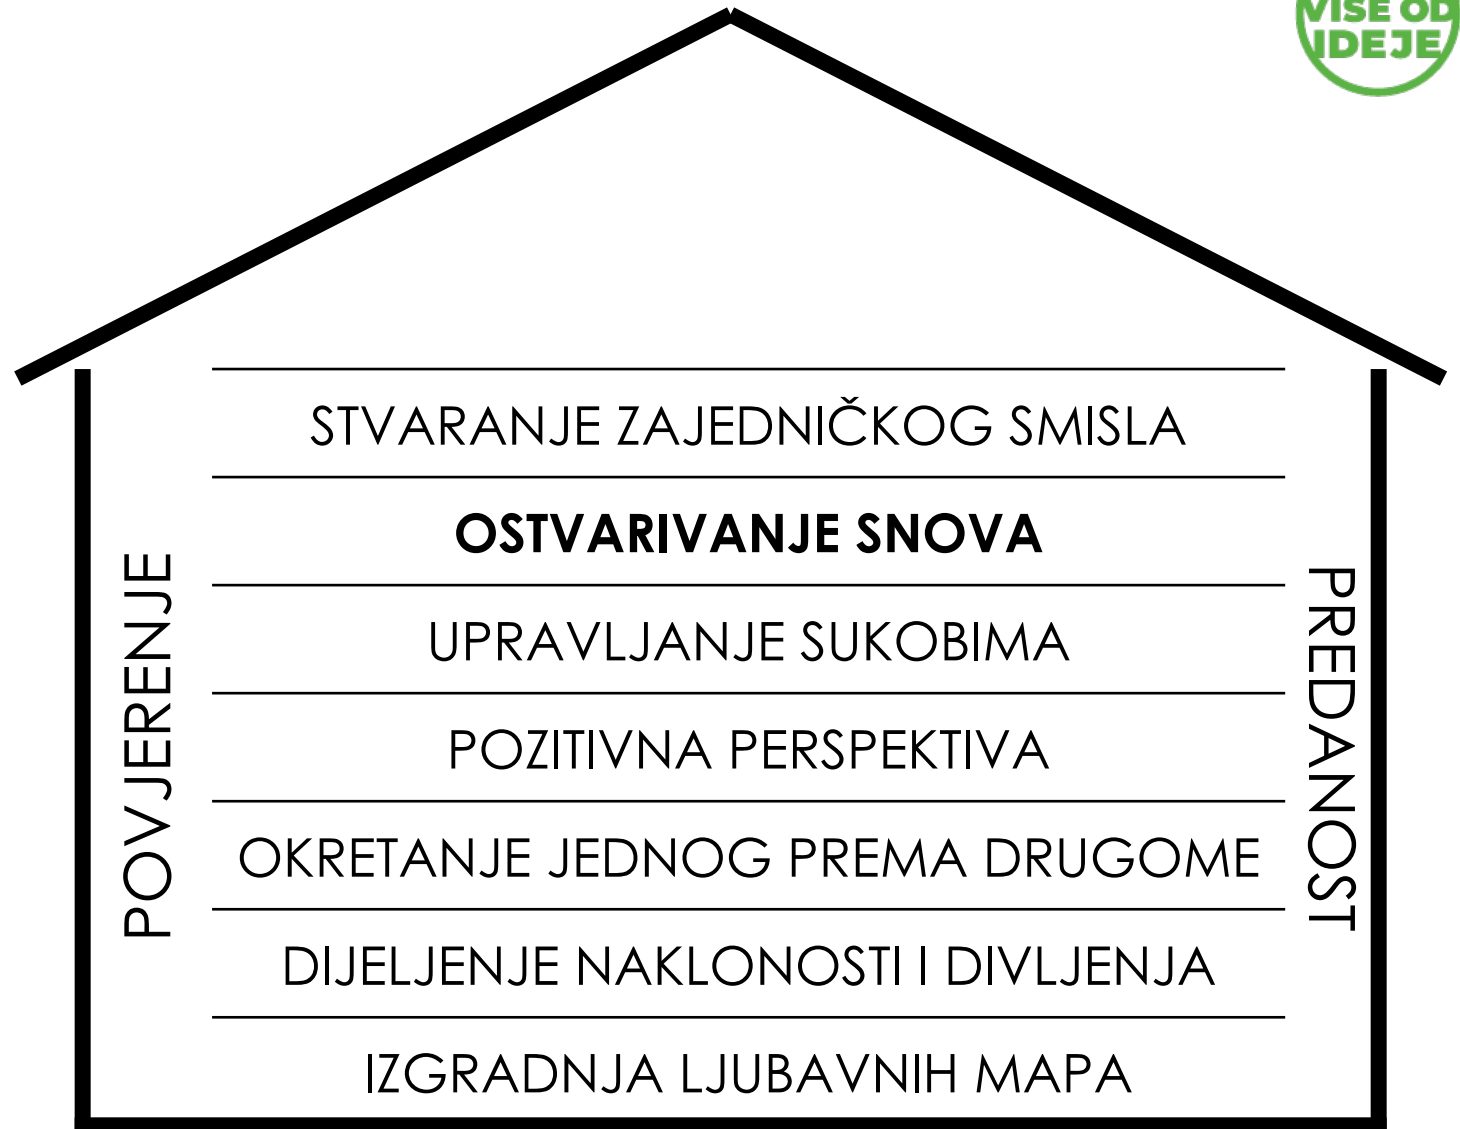 VIŠE OD
IDEJE
STVARANJE ZAJEDNIČKOG SMISLA
OSTVARIVANJE SNOVA
UPRAVLJANJE SUKOBIMA
POZITIVNA PERSPEKTIVA
OKRETANJE JEDNOG PREMA DRUGOME
DIJELJENJE NAKLONOSTI I DIVLJENJA
IZGRADNJA LJUBAVNIH MAPA
POVJERENJE
PREDANOST